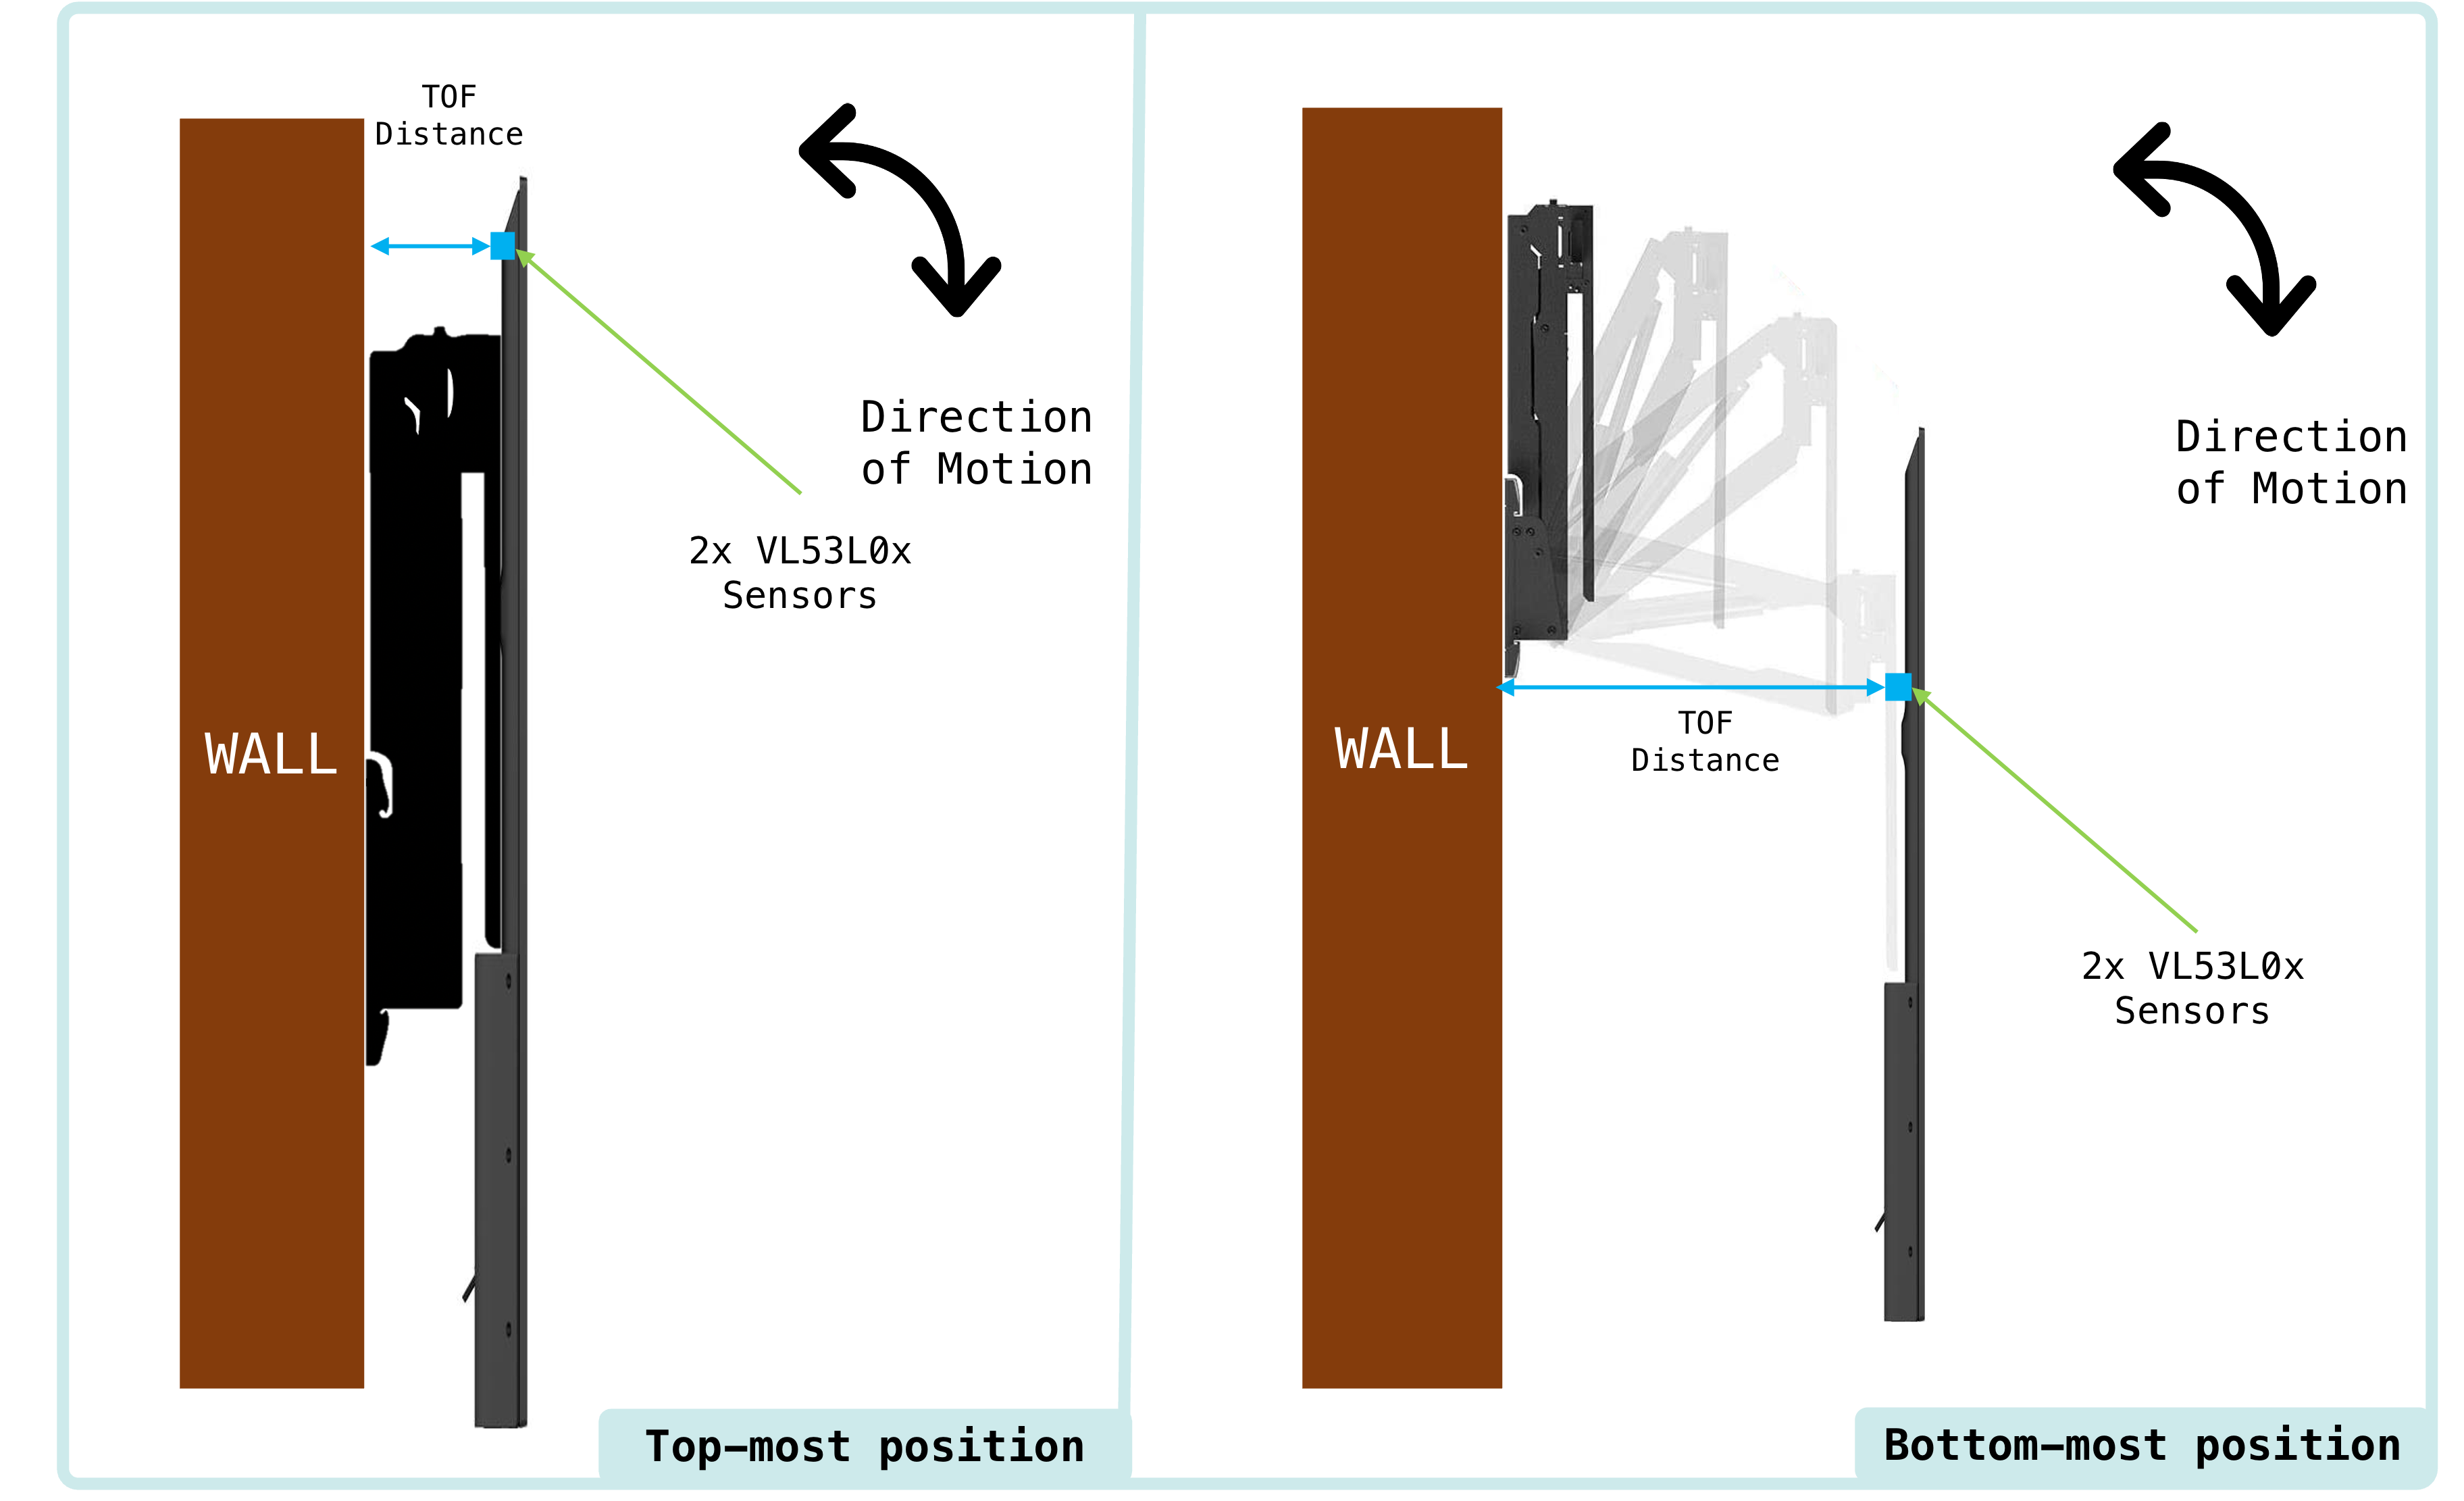 TOF
Distance
WALL
Direction
of Motion
2x VL53L0x
Sensors
Top-most position
WALL
TOF
Distance
Direction
of Motion
2x VL53L0x
Sensors
Bottom-most position